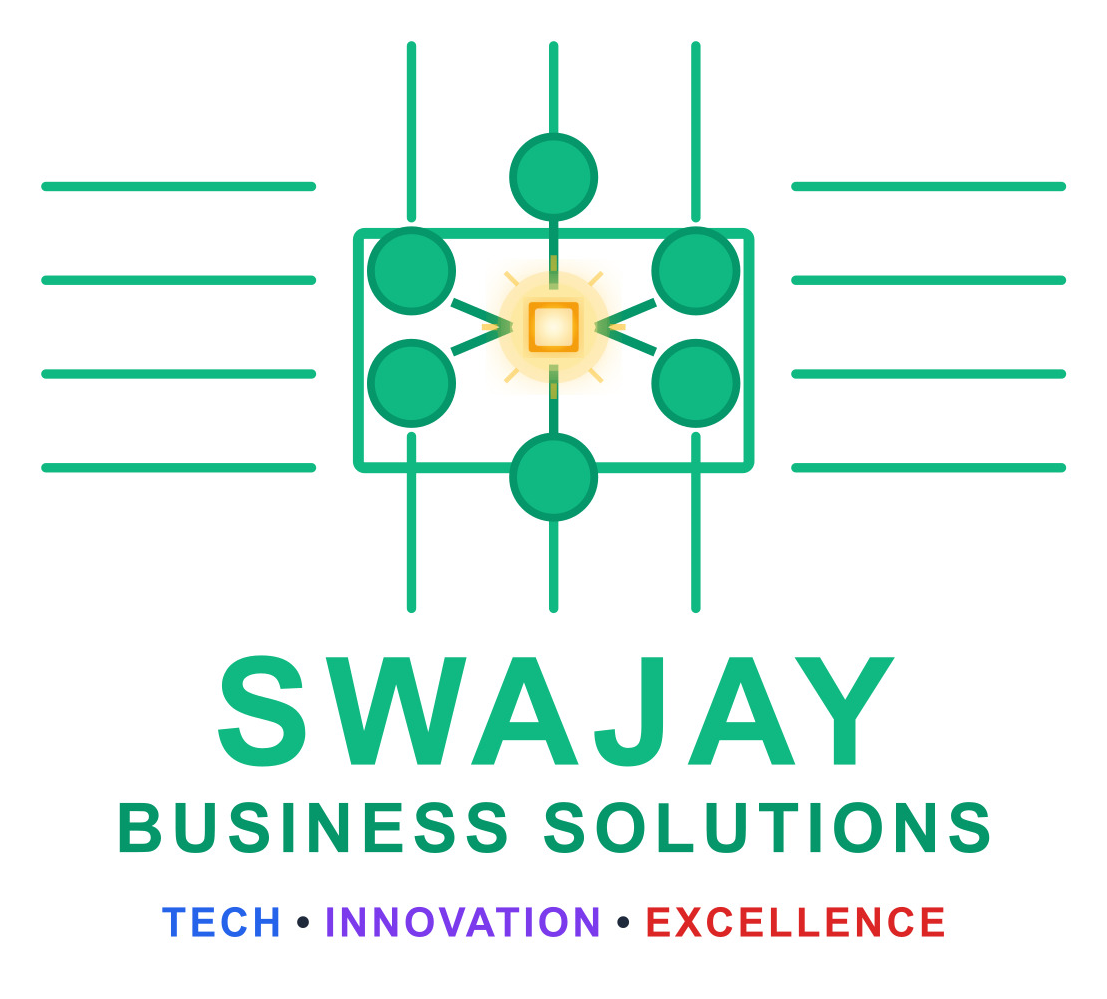 SWAJAY
BUSINESS SOLUTIONS
TECH • INNOVATION • EXCELLENCE